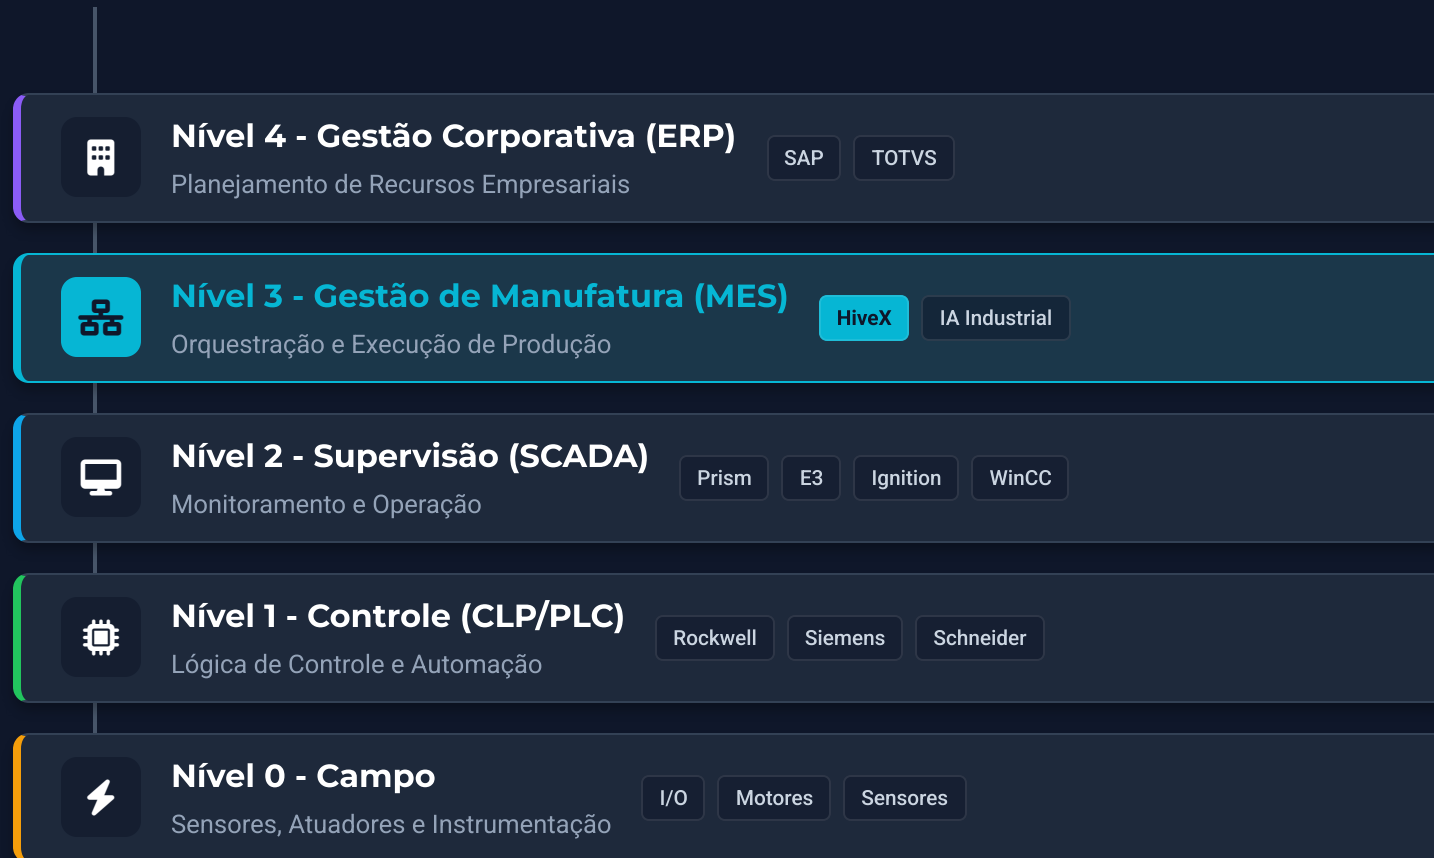 Nível 4 - Gestão Corporativa (ERP)
Planejamento de Recursos Empresariais
SAP
TOTVS
Nível 3 - Gestão de Manufatura (MES)
Orquestração e Execução de Produção
HiveX
IA Industrial
Nível 2 - Supervisão (SCADA)
Monitoramento e Operação
Prism
E3
Ignition
WinCC
Nível 1 - Controle (CLP/PLC)
Lógica de Controle e Automação
Rockwell
Siemens
Schneider
Nível 0 - Campo
Sensores, Atuadores e Instrumentação
I/O
Motores
Sensores